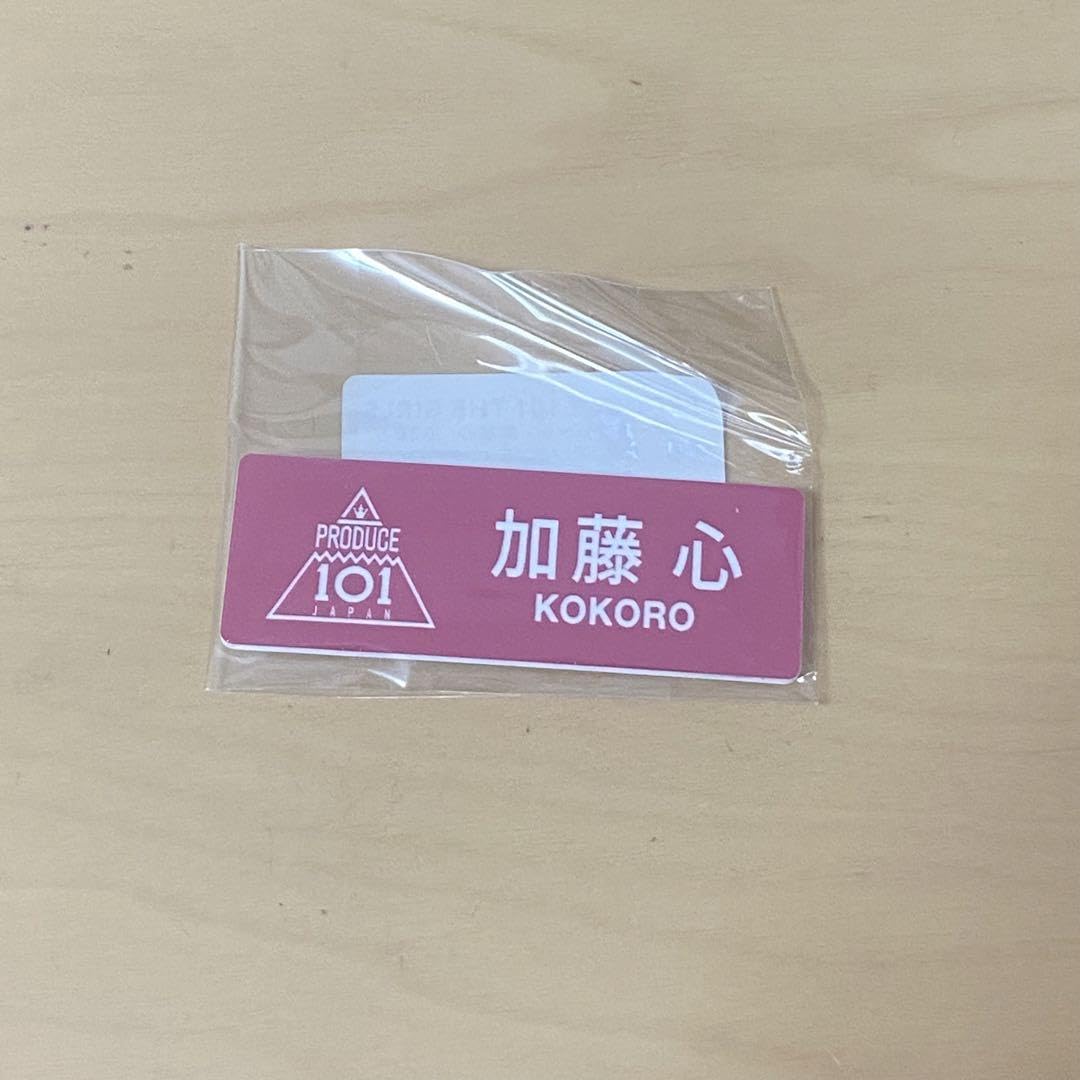 PRODUCE
101
JAPAN
加藤 心
KOKORO